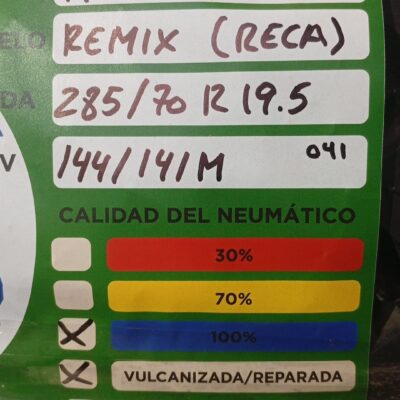 ELO REMIX (RECA)
DA 285/70 R 19.5
V 144/141M 041
CALIDAD DEL NEUMÁTICO
30%
70%
X 100%
X VULCANIZADA/REPARADA